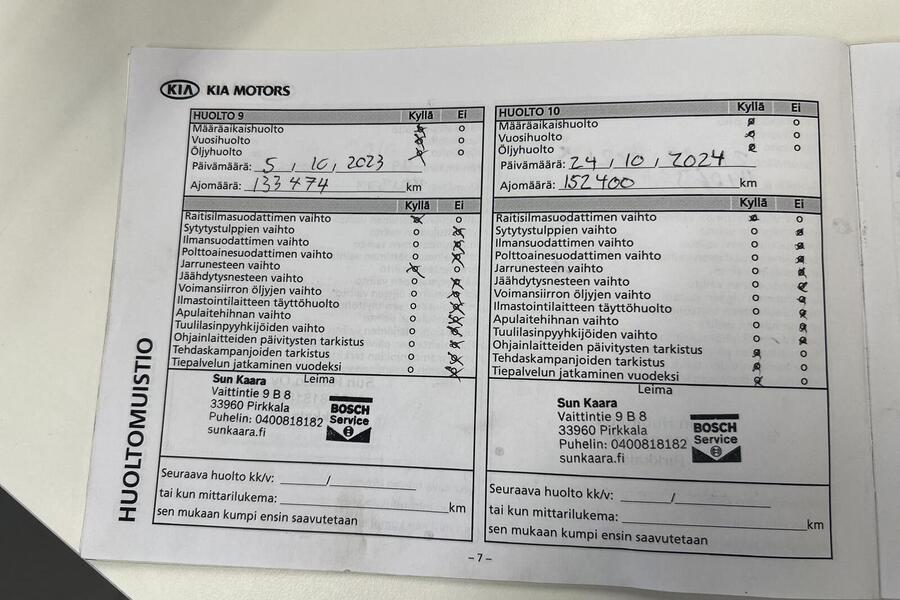 KIA KIA MOTORS
HUOLTOMUISTIO
HUOLTO 9 Kyllä Ei
Määräaikaishuolto
Vuosihuolto
Öljyhuolto
Päivämäärä: 5, 10, 2023
Ajomäärä: 133 474 km
Kyllä Ei
Raitisilmasuodattimen vaihto
Sytytystulppien vaihto
Ilmansuodattimen vaihto
Polttoainesuodattimen vaihto
Jarrunesteen vaihto
Jäähdytysnesteen vaihto
Voimansiirron öljyjen vaihto
Ilmastointilaitteen täyttöhuolto
Apulaitehihnan vaihto
Tuulilasinpyyhkijöiden vaihto
Ohjainlaitteiden päivitysten tarkistus
Tehdaskampanjoiden tarkistus
Tiepalvelun jatkaminen vuodeksi
Leima
Sun Kaara
Vaittintie 9 B 8
33960 Pirkkala
Puhelin: 0400818182
sunkaara.fi
BOSCH
Service
Seuraava huolto kk/v: ______/______
tai kun mittarilukema: ______ km
sen mukaan kumpi ensin saavutetaan
HUOLTO 10 Kyllä Ei
Määräaikaishuolto
Vuosihuolto
Öljyhuolto
Päivämäärä: 24, 10, 2024
Ajomäärä: 152 400 km
Kyllä Ei
Raitisilmasuodattimen vaihto
Sytytystulppien vaihto
Ilmansuodattimen vaihto
Polttoainesuodattimen vaihto
Jarrunesteen vaihto
Jäähdytysnesteen vaihto
Voimansiirron öljyjen vaihto
Ilmastointilaitteen täyttöhuolto
Apulaitehihnan vaihto
Tuulilasinpyyhkijöiden vaihto
Ohjainlaitteiden päivitysten tarkistus
Tehdaskampanjoiden tarkistus
Tiepalvelun jatkaminen vuodeksi
Leima
Sun Kaara
Vaittintie 9 B 8
33960 Pirkkala
Puhelin: 0400818182
sunkaara.fi
BOSCH
Service
Seuraava huolto kk/v: ______/______
tai kun mittarilukema: ______ km
sen mukaan kumpi ensin saavutetaan
– 7 –